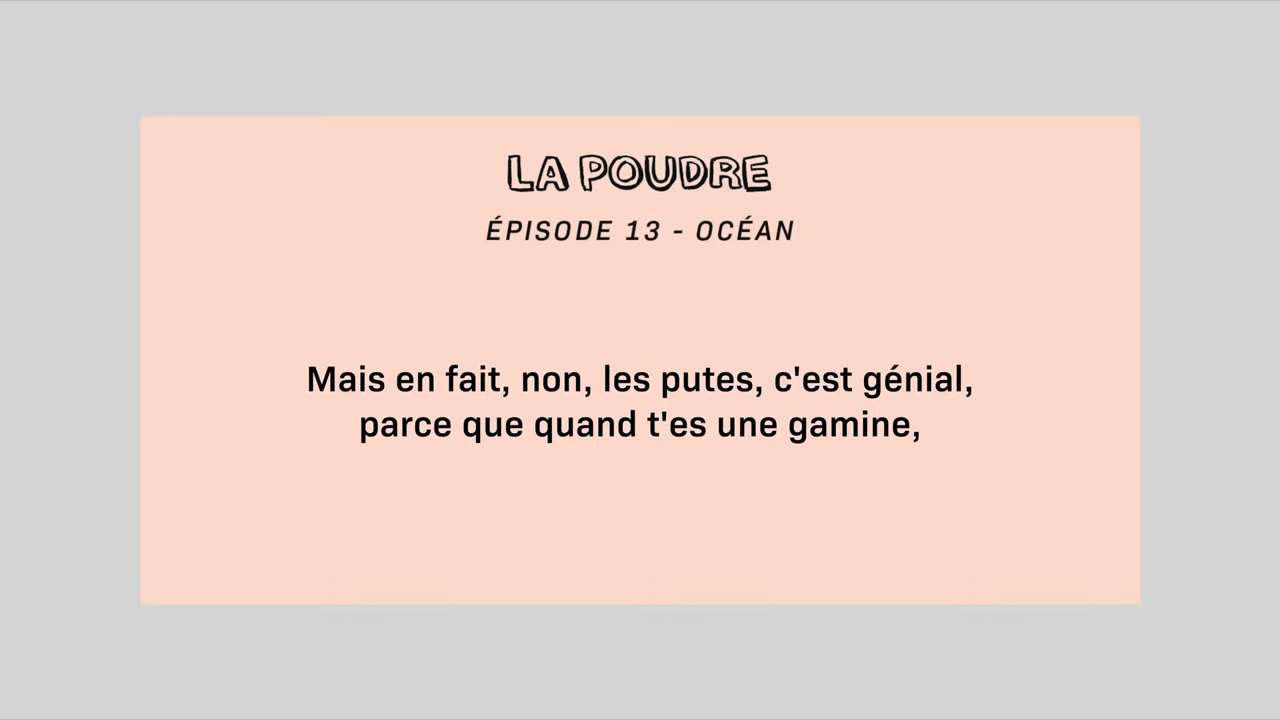 LA POUDRE
ÉPISODE 13 - OCÉAN
Mais en fait, non, les putes, c'est génial,
parce que quand t'es une gamine,